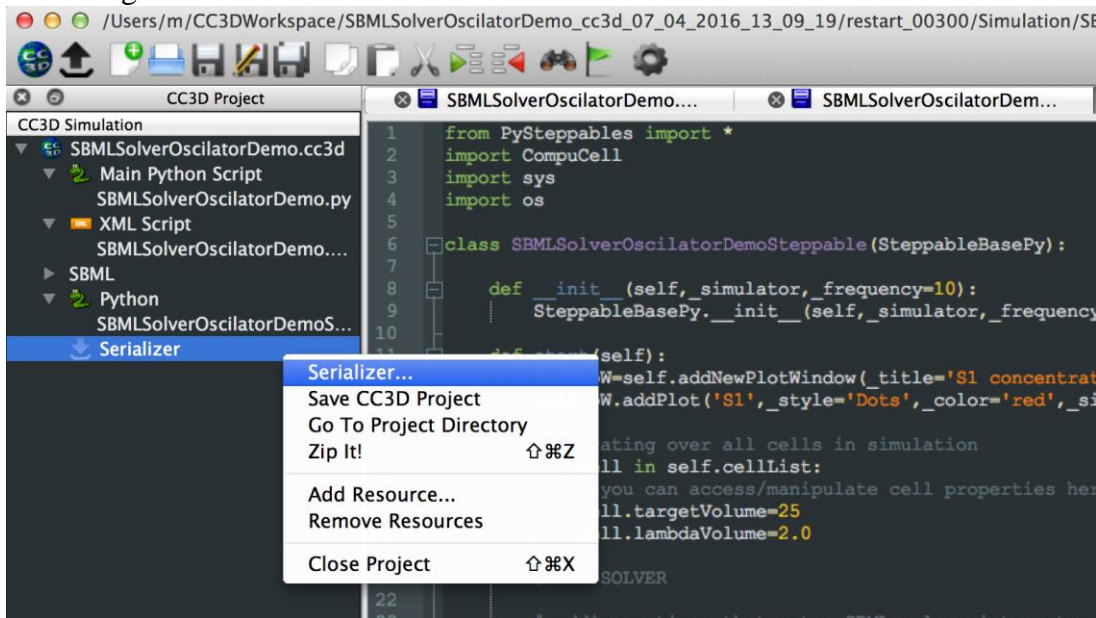 /Users/m/CC3DWorkspace/SBMLSolverOscilatorDemo_cc3d_07_04_2016_13_09_19/restart_00300/Simulation/SB
CC3D Project
SBMLSolverOscilatorDemo....
SBMLSolverOscilatorDem...
CC3D Simulation
SBMLSolverOscilatorDemo.cc3d
Main Python Script
SBMLSolverOscilatorDemo.py
XML Script
SBMLSolverOscilatorDemo....
SBML
Python
SBMLSolverOscilatorDemoS...
Serializer
Serializer...
Save CC3D Project
Go To Project Directory
Zip It! ⇧⌘Z
Add Resource...
Remove Resources
Close Project ⇧⌘X
1 from PySteppables import *
2 import CompuCell
3 import sys
4 import os
5
6 class SBMLSolverOscilatorDemoSteppable(SteppableBasePy):
7
8 def __init__(self,_simulator,_frequency=10):
9 SteppableBasePy.__init__(self,_simulator,_frequency
10
11 def start(self):
W=self.addNewPlotWindow(_title='S1 concentrat
W.addPlot('S1',_style='Dots',_color='red',_si
ating over all cells in simulation
ll in self.cellList:
you can access/manipulate cell properties her
ll.targetVolume=25
ll.lambdaVolume=2.0
SOLVER
22